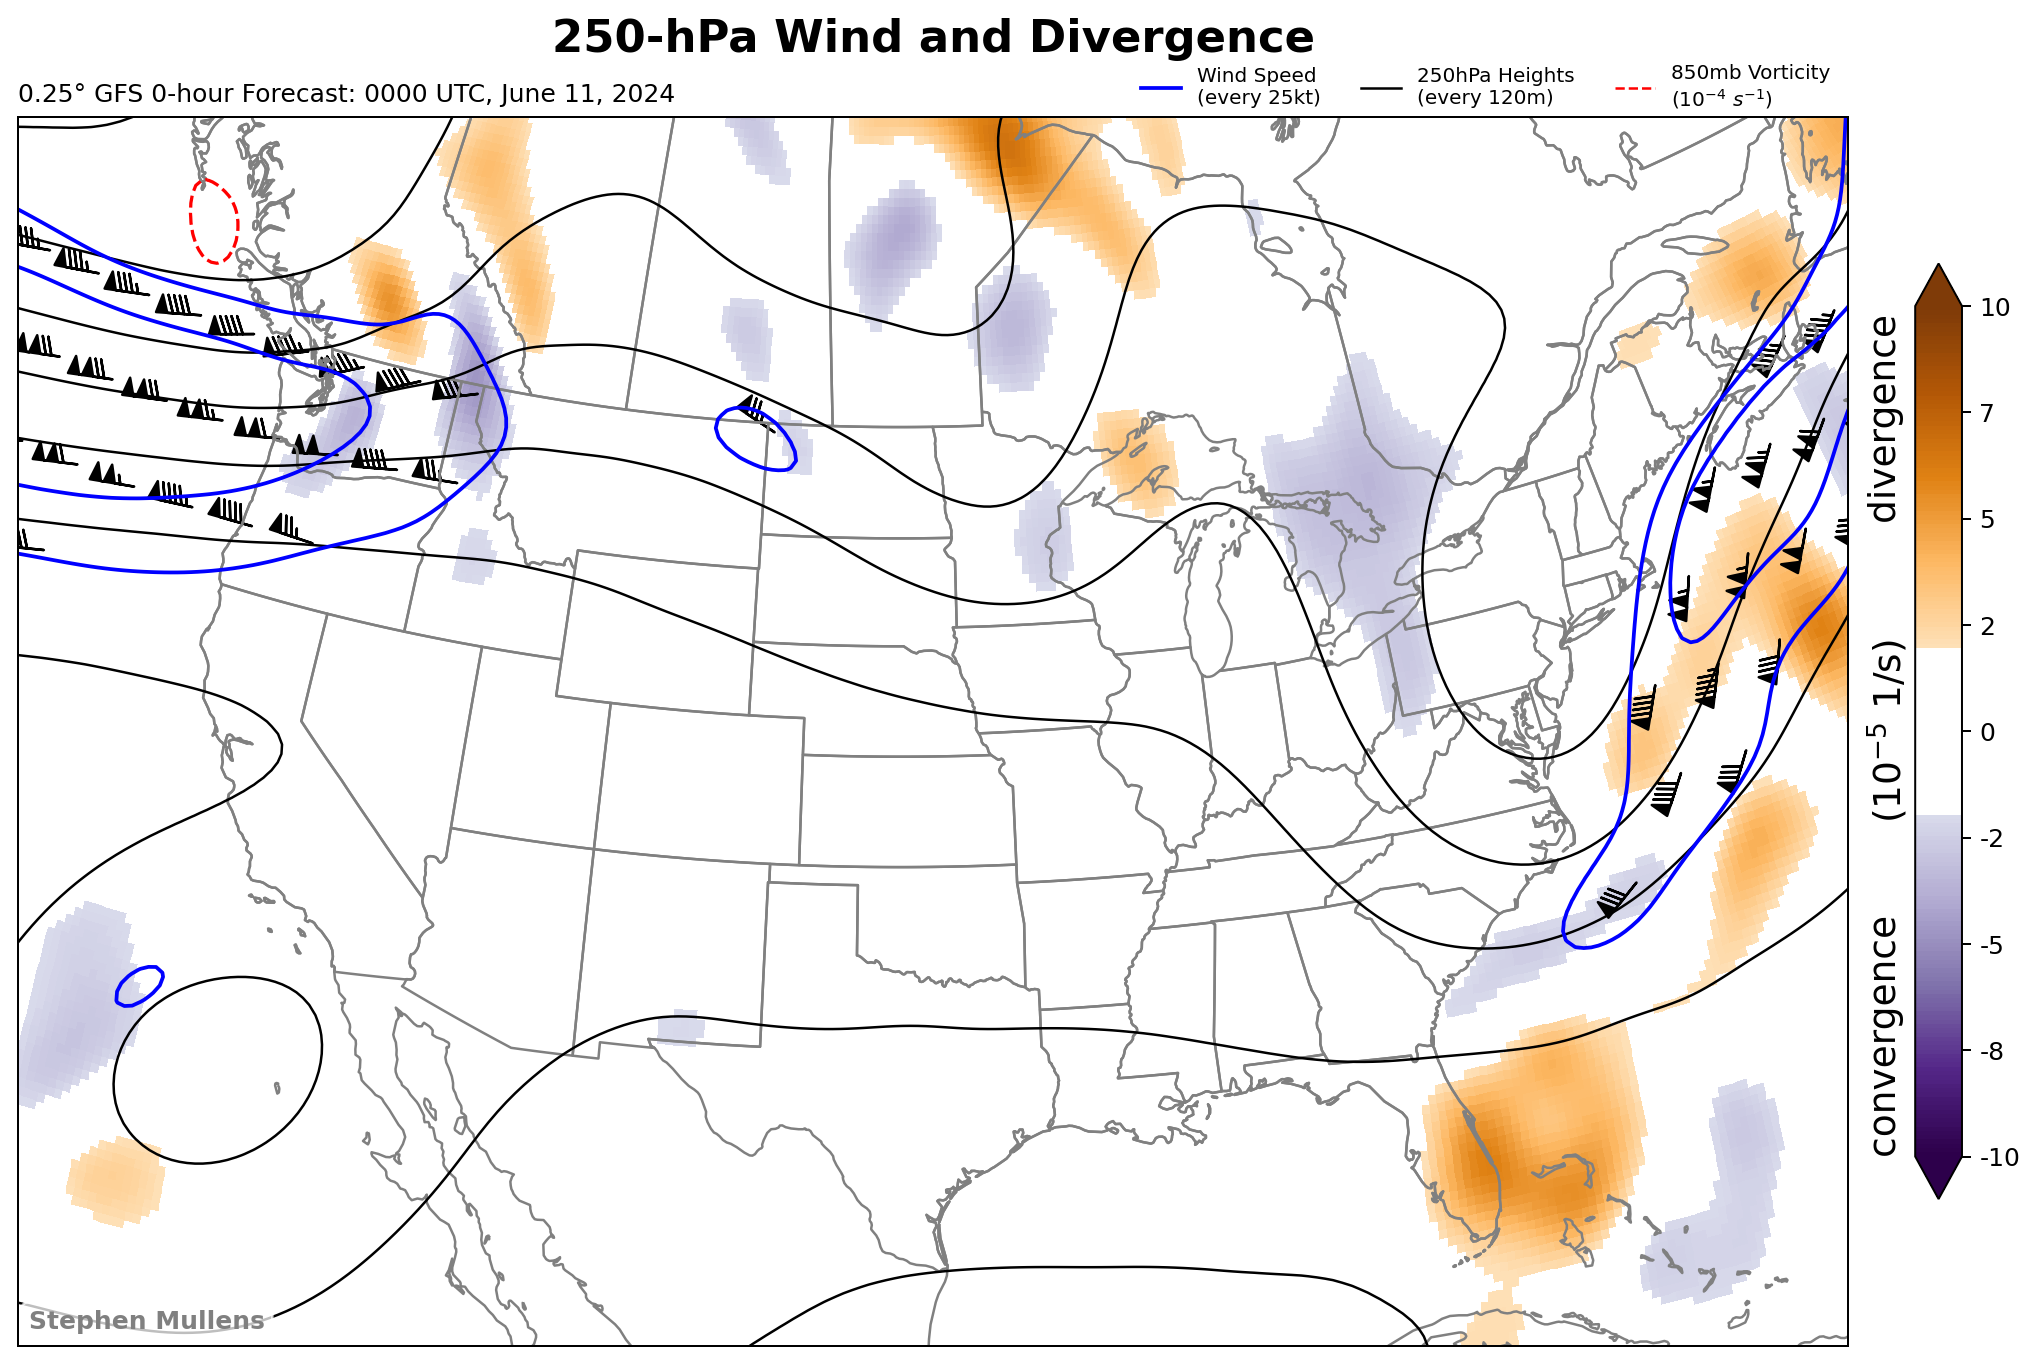 250-hPa Wind and Divergence
0.25° GFS 0-hour Forecast: 0000 UTC, June 11, 2024
Wind Speed
(every 25kt)
250hPa Heights
(every 120m)
850mb Vorticity
(10⁻⁴ s⁻¹)
10
7
5
2
0
-2
-5
-8
-10
convergence (10⁻⁵ 1/s) divergence
Stephen Mullens